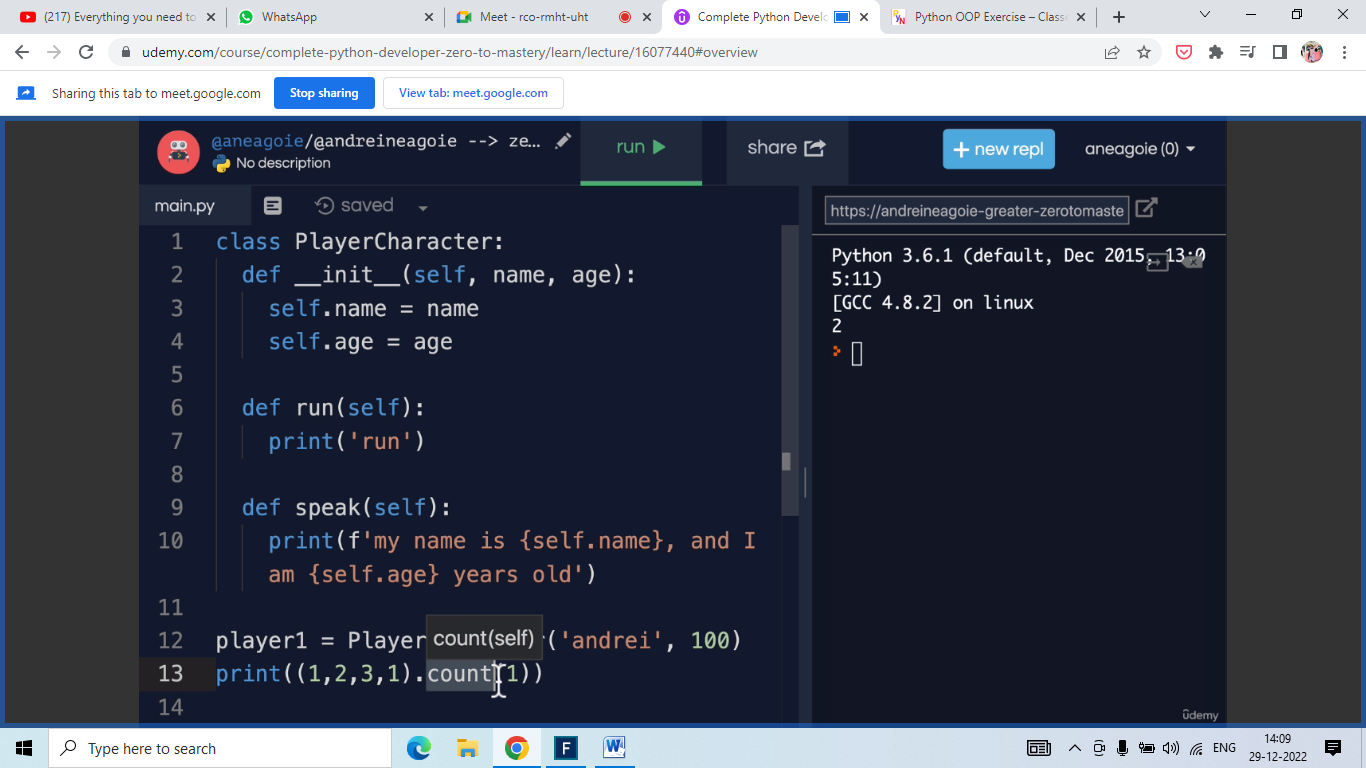 (217) Everything you need to
WhatsApp
Meet - rco-rmht-uht
Complete Python Develo
Python OOP Exercise – Classe
udemy.com/course/complete-python-developer-zero-to-mastery/learn/lecture/16077440#overview
Sharing this tab to meet.google.com
Stop sharing
View tab: meet.google.com
@aneagoie/@andreineagoie --> ze...
No description
run
share
+ new repl
aneagoie (0)
main.py
saved
https://andreineagoie-greater-zerotomaste
1 class PlayerCharacter:
2 def __init__(self, name, age):
3 self.name = name
4 self.age = age
5
6 def run(self):
7 print('run')
8
9 def speak(self):
10 print(f'my name is {self.name}, and I
am {self.age} years old')
11
count(self)
12 player1 = Player r('andrei', 100)
13 print((1,2,3,1).count(1))
14
Python 3.6.1 (default, Dec 2015, 13:0
5:11)
[GCC 4.8.2] on linux
2
ûdemy
Type here to search
F
W
ENG
14:09
29-12-2022